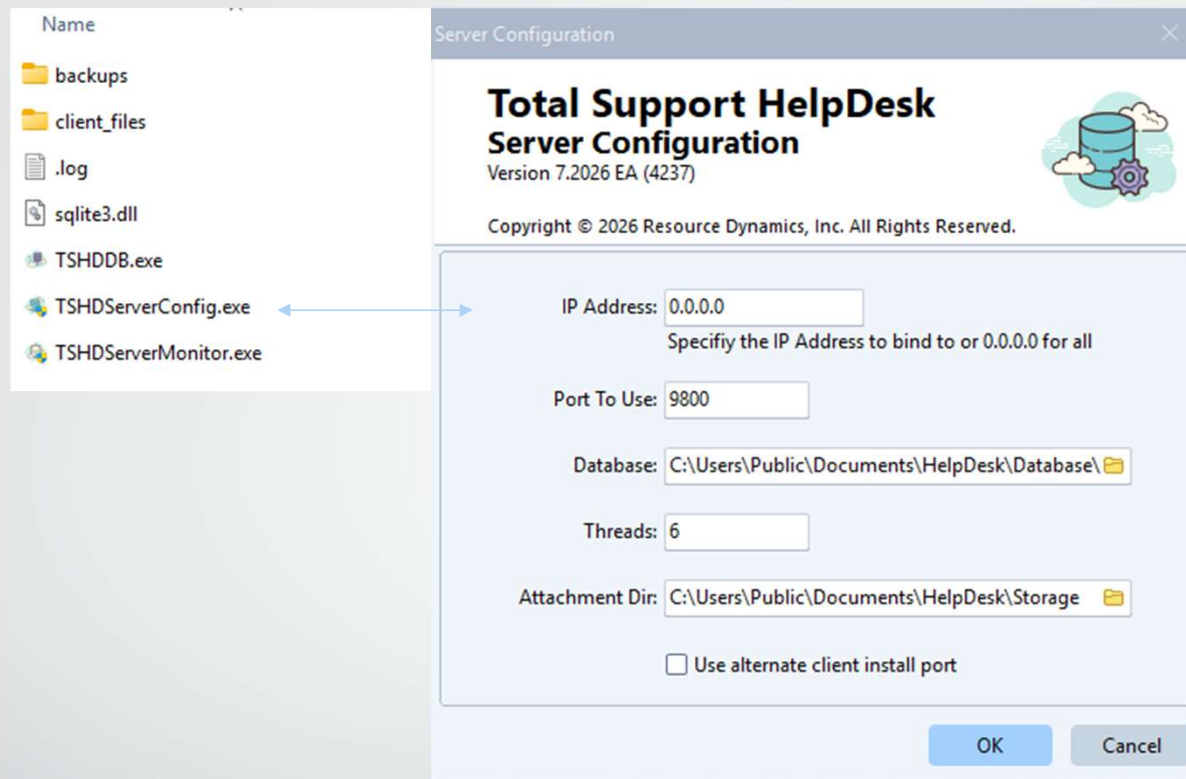 Name
backups
client_files
.log
sqlite3.dll
TSHDDB.exe
TSHDServerConfig.exe
TSHDServerMonitor.exe
Server Configuration
Total Support HelpDesk
Server Configuration
Version 7.2026 EA (4237)
Copyright © 2026 Resource Dynamics, Inc. All Rights Reserved.
IP Address: 0.0.0.0
Specifiy the IP Address to bind to or 0.0.0.0 for all
Port To Use: 9800
Database: C:\Users\Public\Documents\HelpDesk\Database\
Threads: 6
Attachment Dir: C:\Users\Public\Documents\HelpDesk\Storage
Use alternate client install port
OK Cancel